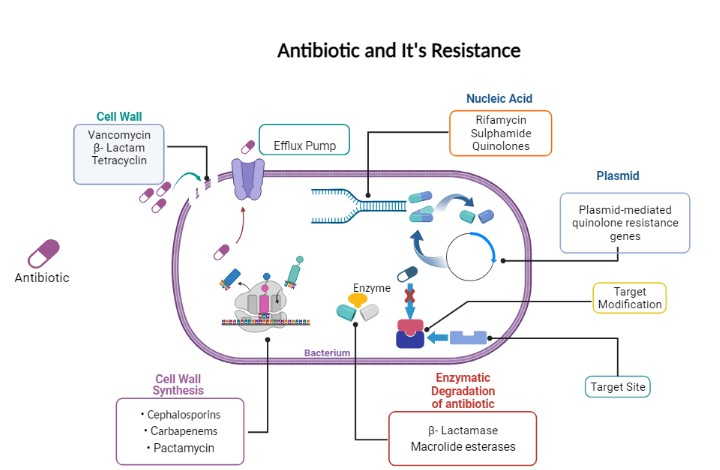 Antibiotic and It's Resistance
Nucleic Acid
Rifamycin
Sulphamide
Quinolones
Cell Wall
Vancomycin
β- Lactam
Tetracyclin
Efflux Pump
Plasmid
Plasmid-mediated
quinolone resistance
genes
Antibiotic
Enzyme
Target
Modification
Bacterium
Target Site
Cell Wall
Synthesis
• Cephalosporins
• Carbapenems
• Pactamycin
Enzymatic
Degradation
of antibiotic
β- Lactamase
Macrolide esterases